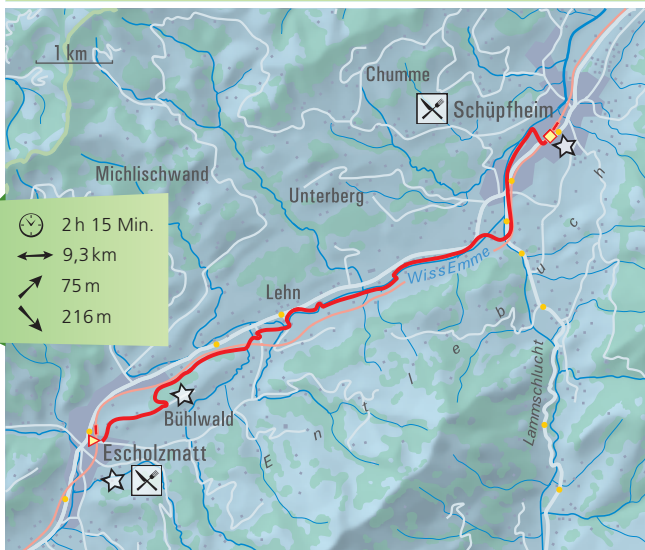 1 km
Chumme
Schüpfheim
Michlischwand
Unterberg
2 h 15 Min.
9,3 km
75 m
216 m
Wiss Emme
Lehn
Entlebuch
Lammschlucht
Bühlwald
Escholzmatt